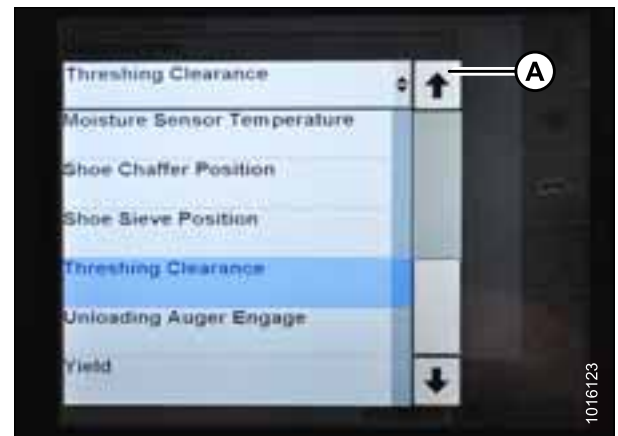 Threshing Clearance
A
Moisture Sensor Temperature
Shoe Chaffer Position
Shoe Sieve Position
Threshing Clearance
Unloading Auger Engage
Yield
1016123